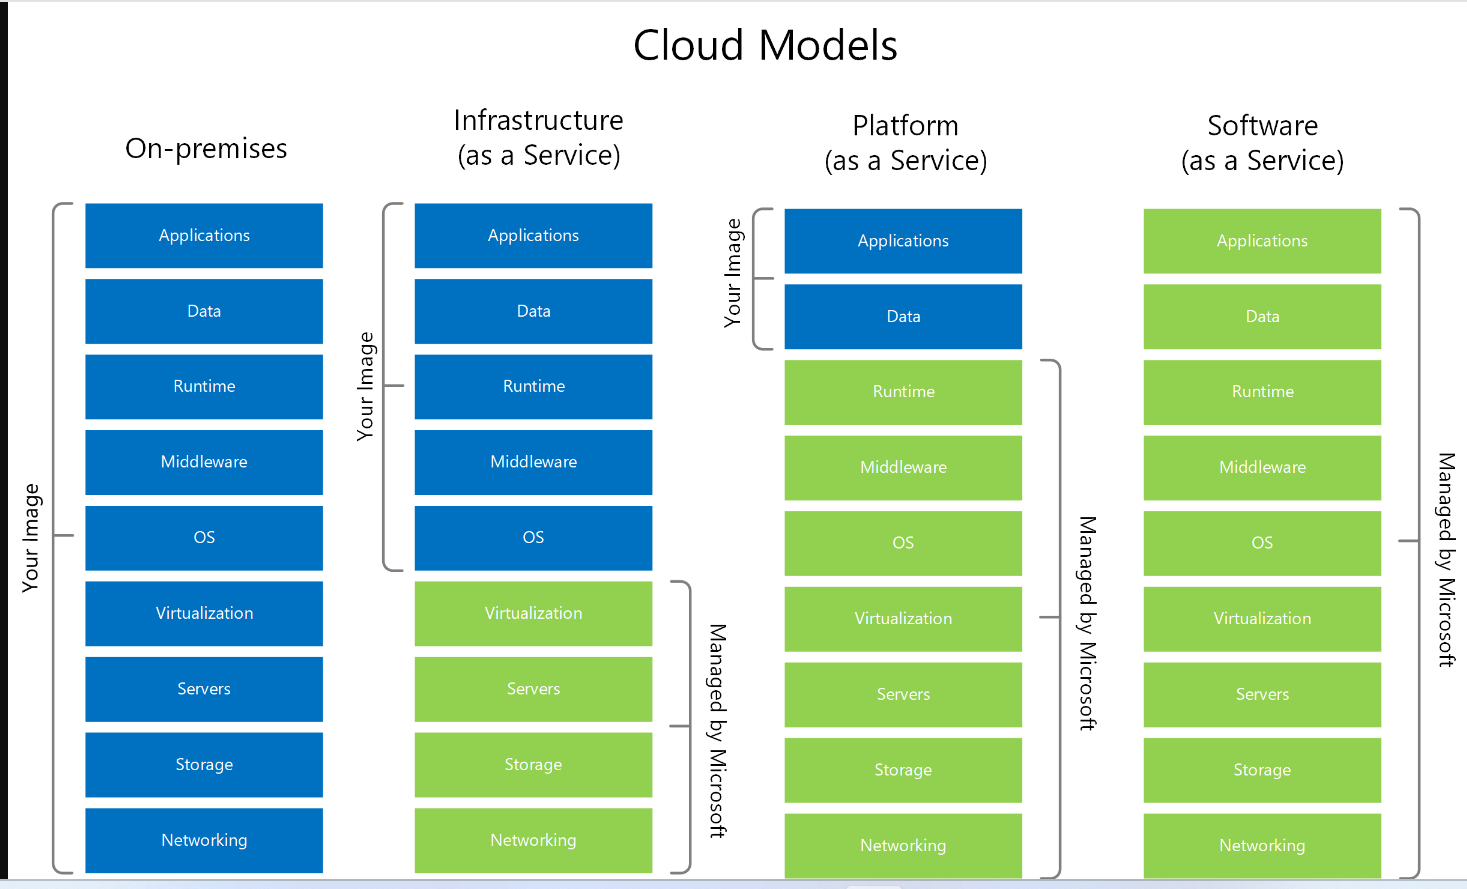 Cloud Models
On-premises
Your Image
Applications
Data
Runtime
Middleware
OS
Virtualization
Servers
Storage
Networking
Infrastructure
(as a Service)
Your Image
Applications
Data
Runtime
Middleware
OS
Virtualization
Servers
Storage
Networking
Managed by Microsoft
Platform
(as a Service)
Your Image
Applications
Data
Runtime
Middleware
OS
Virtualization
Servers
Storage
Networking
Managed by Microsoft
Software
(as a Service)
Applications
Data
Runtime
Middleware
OS
Virtualization
Servers
Storage
Networking
Managed by Microsoft